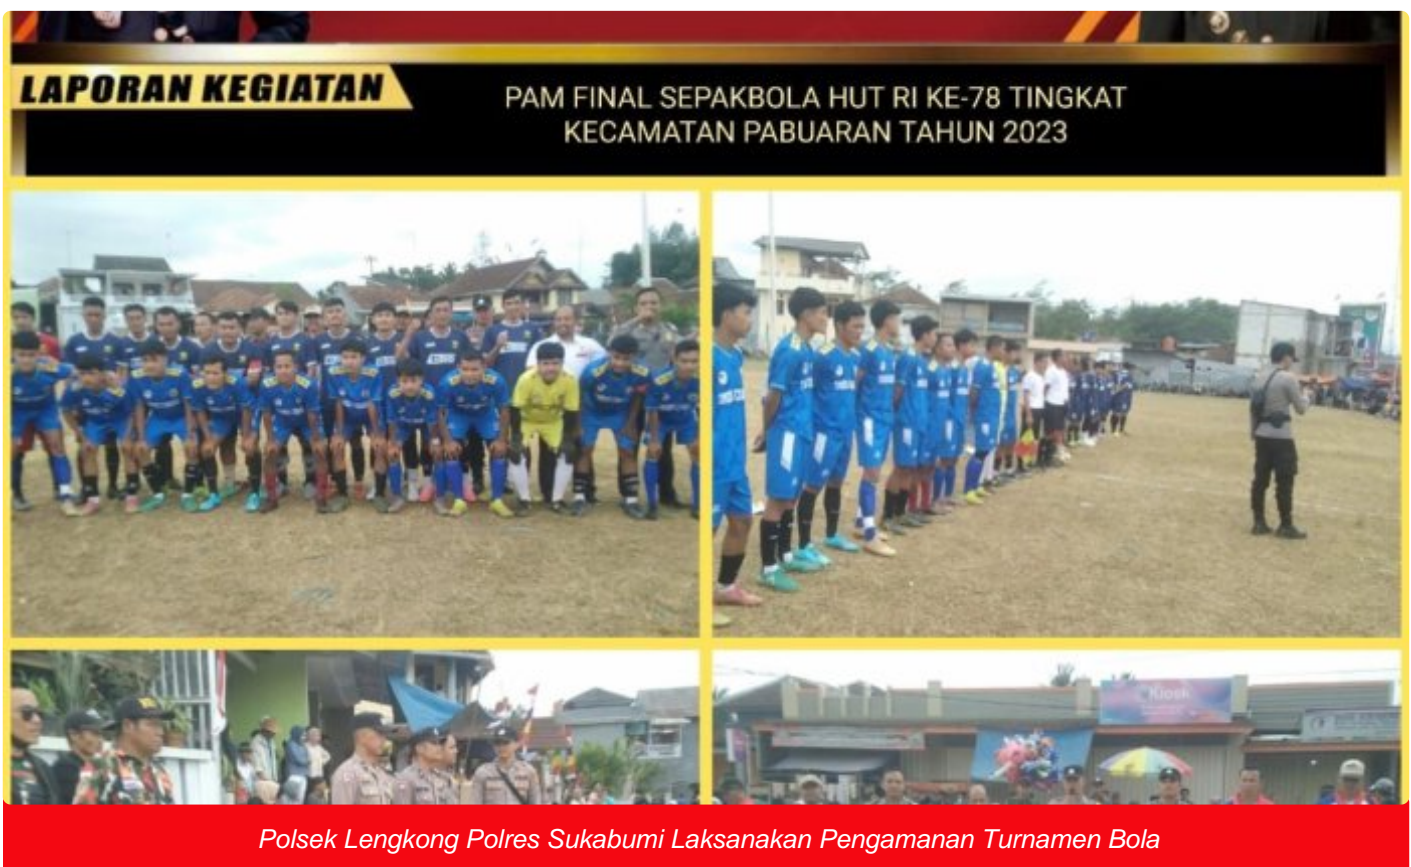 LAPORAN KEGIATAN
PAM FINAL SEPAKBOLA HUT RI KE-78 TINGKAT
KECAMATAN PABUARAN TAHUN 2023
Kiosk
Polsek Lengkong Polres Sukabumi Laksanakan Pengamanan Turnamen Bola